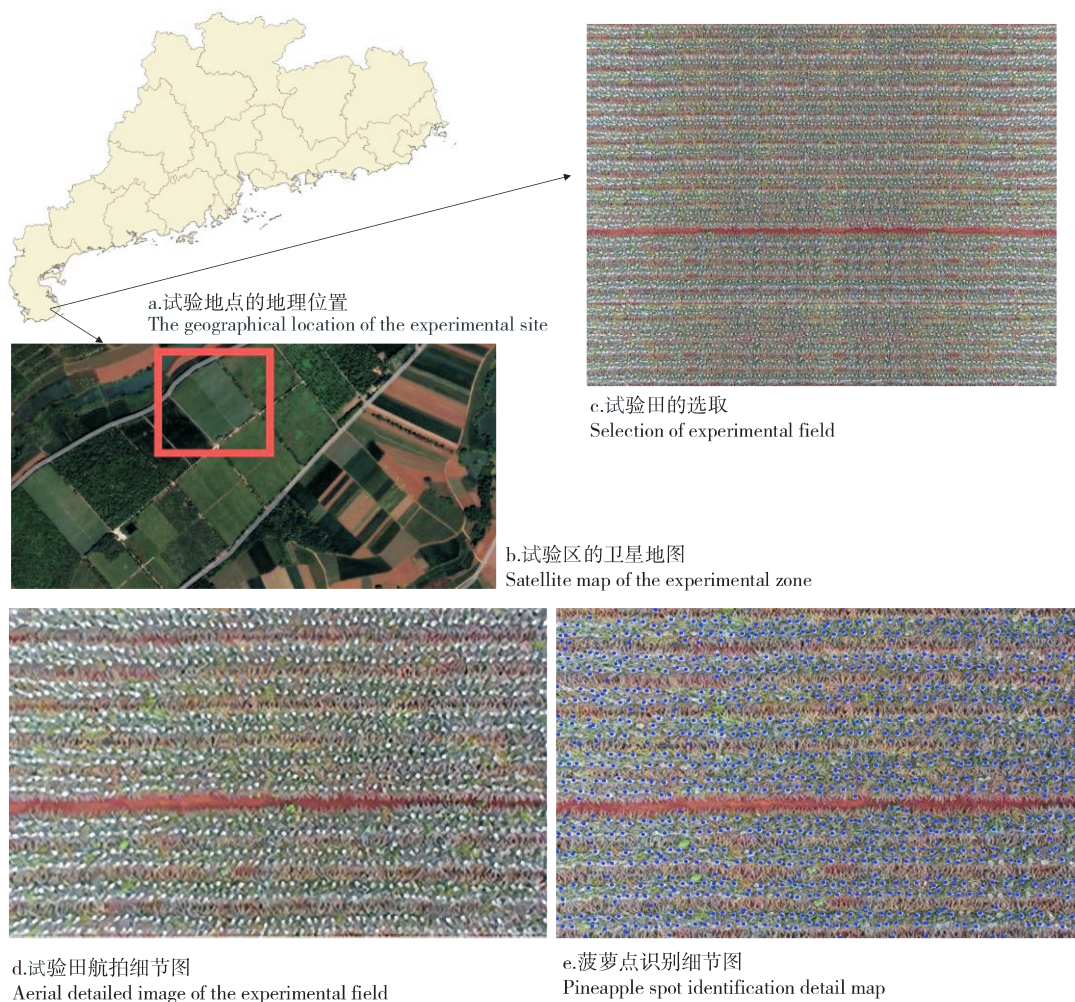 a.试验地点的地理位置
The geographical location of the experimental site
c.试验田的选取
Selection of experimental field
b.试验区的卫星地图
Satellite map of the experimental zone
d.试验田航拍细节图
Aerial detailed image of the experimental field
e.菠萝点识别细节图
Pineapple spot identification detail map